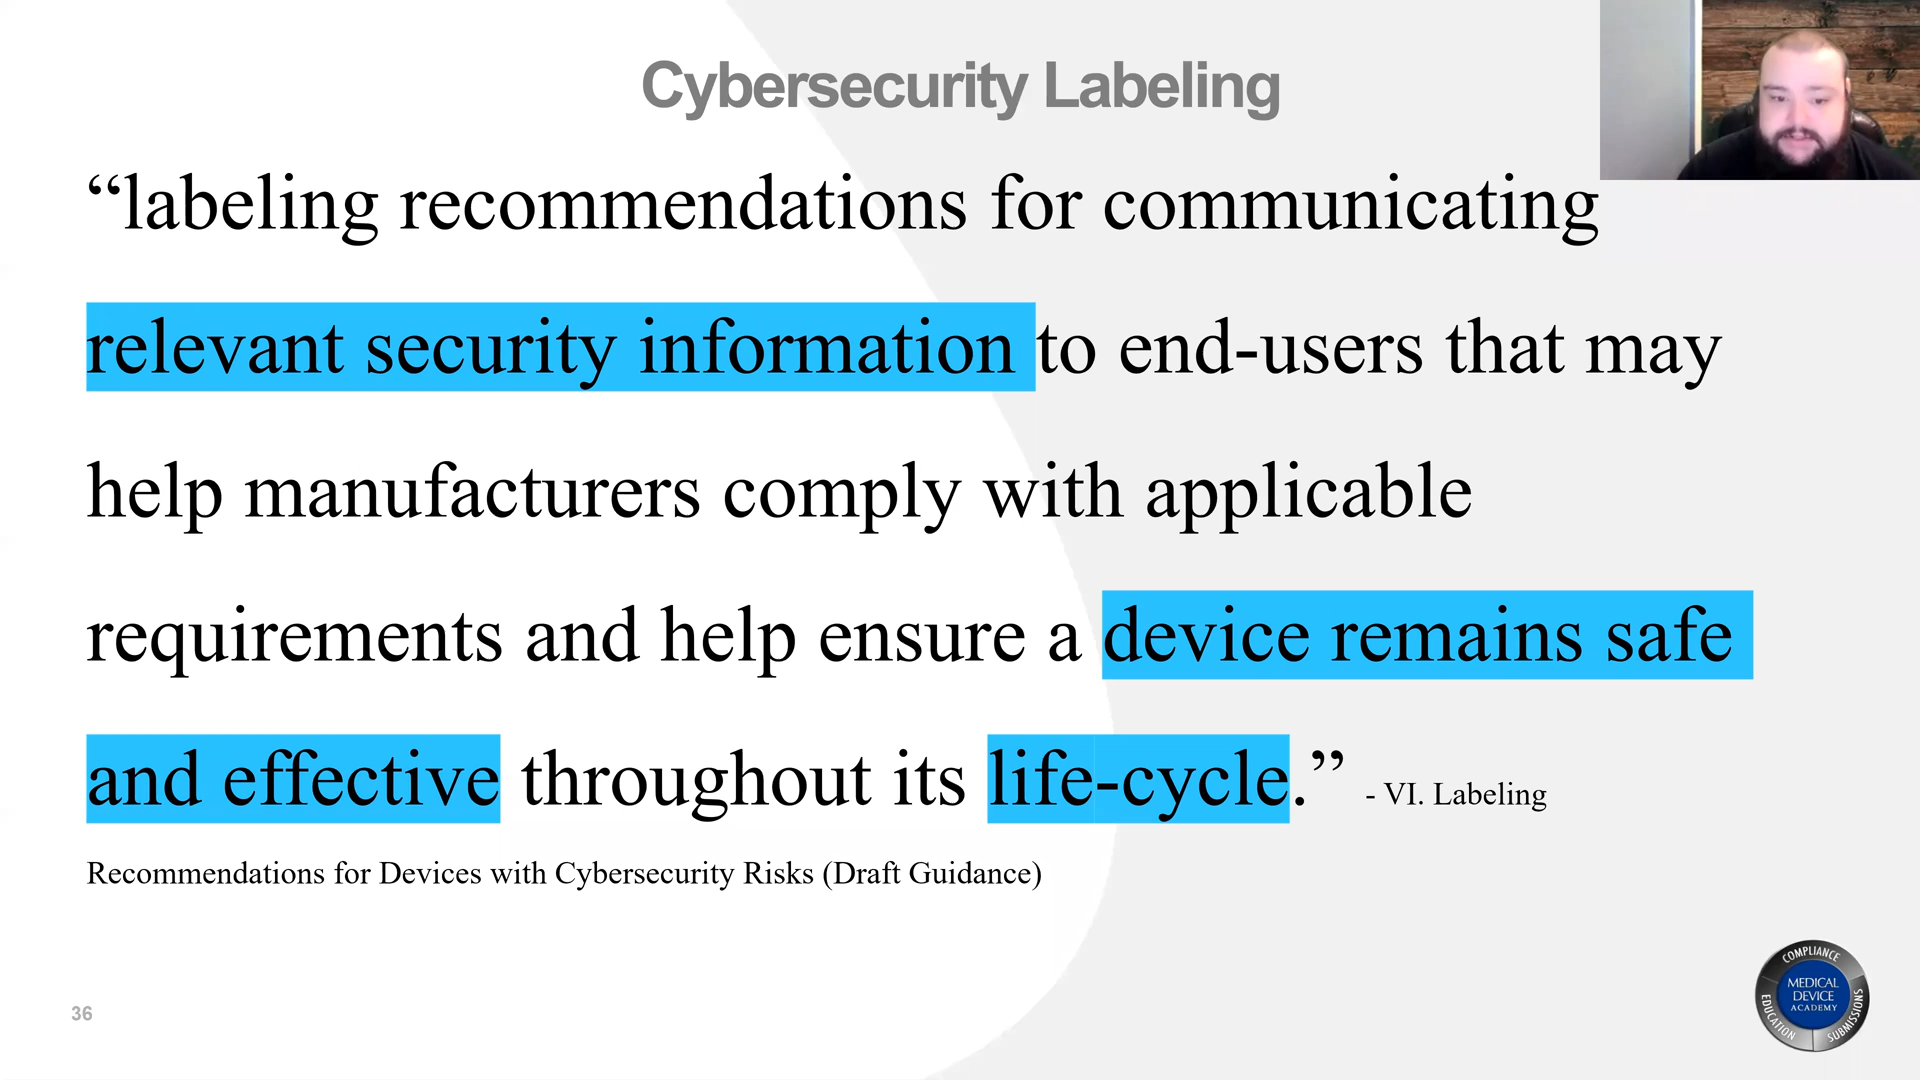 Cybersecurity Labeling
“labeling recommendations for communicating
relevant security information to end-users that may
help manufacturers comply with applicable
requirements and help ensure a device remains safe
and effective throughout its life-cycle.” - VI. Labeling
Recommendations for Devices with Cybersecurity Risks (Draft Guidance)
36
COMPLIANCE
MEDICAL
DEVICE
ACADEMY
EDUCATION
SUBMISSIONS